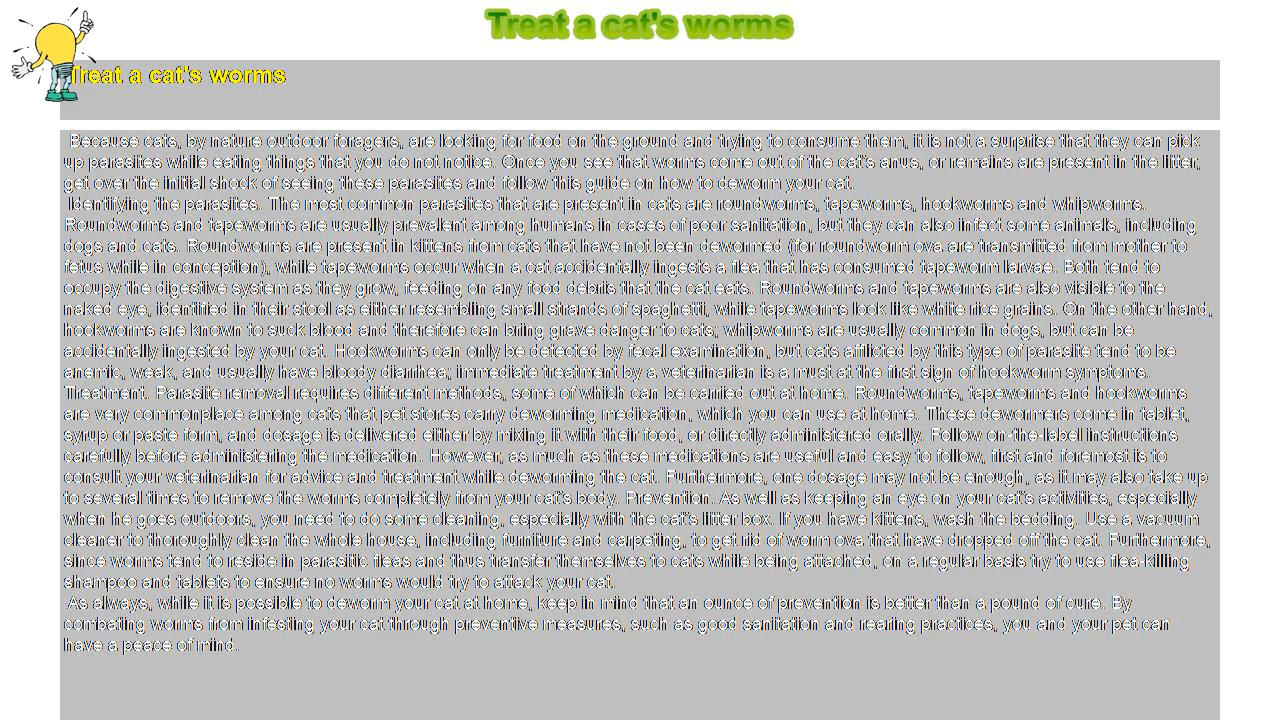 Treat a cat's worms
Treat a cat's worms
Because cats, by nature outdoor foragers, are looking for food on the ground and trying to consume them, it is not a surprise that they can pick
up parasites while eating things that you do not notice. Once you see that worms come out of the cat's anus, or remains are present in the litter,
get over the initial shock of seeing these parasites and follow this guide on how to deworm your cat.
Identifying the parasites. The most common parasites that are present in cats are roundworms, tapeworms, hookworms and whipworms.
Roundworms and tapeworms are usually prevalent among humans in cases of poor sanitation, but they can also infect some animals, including
dogs and cats. Roundworms are present in kittens from cats that have not been dewormed (for roundworm ova are transmitted from mother to
fetus while in conception), while tapeworms occur when a cat accidentally ingests a flea that has consumed tapeworm larvae. Both tend to
occupy the digestive system as they grow, feeding on any food debris that the cat eats. Roundworms and tapeworms are also visible to the
naked eye, identified in their stool as either resembling small strands of spaghetti, while tapeworms look like white rice grains. On the other hand,
hookworms are known to suck blood and therefore can bring grave danger to cats; whipworms are usually common in dogs, but can be
accidentally ingested by your cat. Hookworms can only be detected by fecal examination, but cats afflicted by this type of parasite tend to be
anemic, weak, and usually have bloody diarrhea; immediate treatment by a veterinarian is a must at the first sign of hookworm symptoms.
Treatment. Parasite removal requires different methods, some of which can be carried out at home. Roundworms, tapeworms and hookworms
are very commonplace among cats that pet stores carry deworming medication, which you can use at home. These dewormers come in tablet,
syrup or paste form, and dosage is delivered either by mixing it with their food, or directly administered orally. Follow on-the-label instructions
carefully before administering the medication. However, as much as these medications are useful and easy to follow, first and foremost is to
consult your veterinarian for advice and treatment while deworming the cat. Furthermore, one dosage may not be enough, as it may also take up
to several times to remove the worms completely from your cat's body. Prevention. As well as keeping an eye on your cat's activities, especially
when he goes outdoors, you need to do some cleaning, especially with the cat's litter box. If you have kittens, wash the bedding. Use a vacuum
cleaner to thoroughly clean the whole house, including furniture and carpeting, to get rid of worm ova that have dropped off the cat. Furthermore,
since worms tend to reside in parasitic fleas and thus transfer themselves to cats while being attached, on a regular basis try to use flea-killing
shampoo and tablets to ensure no worms would try to attack your cat.
As always, while it is possible to deworm your cat at home, keep in mind that an ounce of prevention is better than a pound of cure. By
combating worms from infesting your cat through preventive measures, such as good sanitation and rearing practices, you and your pet can
have a peace of mind.